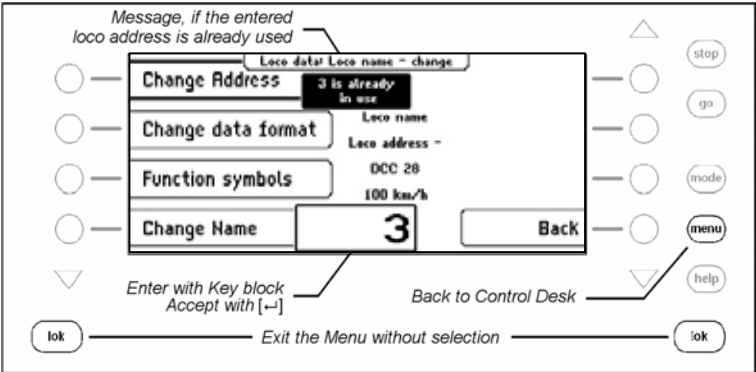 Message, if the entered
loco address is already used
Loco data: Loco name - change
Change Address
3 is already
in use
stop
go
Change data format
Loco name
Loco address -
Function symbols
DCC 28
100 km/h
mode
Change Name
3
Back
menu
Enter with Key block
Accept with [↵]
Back to Control Desk
help
lok
Exit the Menu without selection
lok